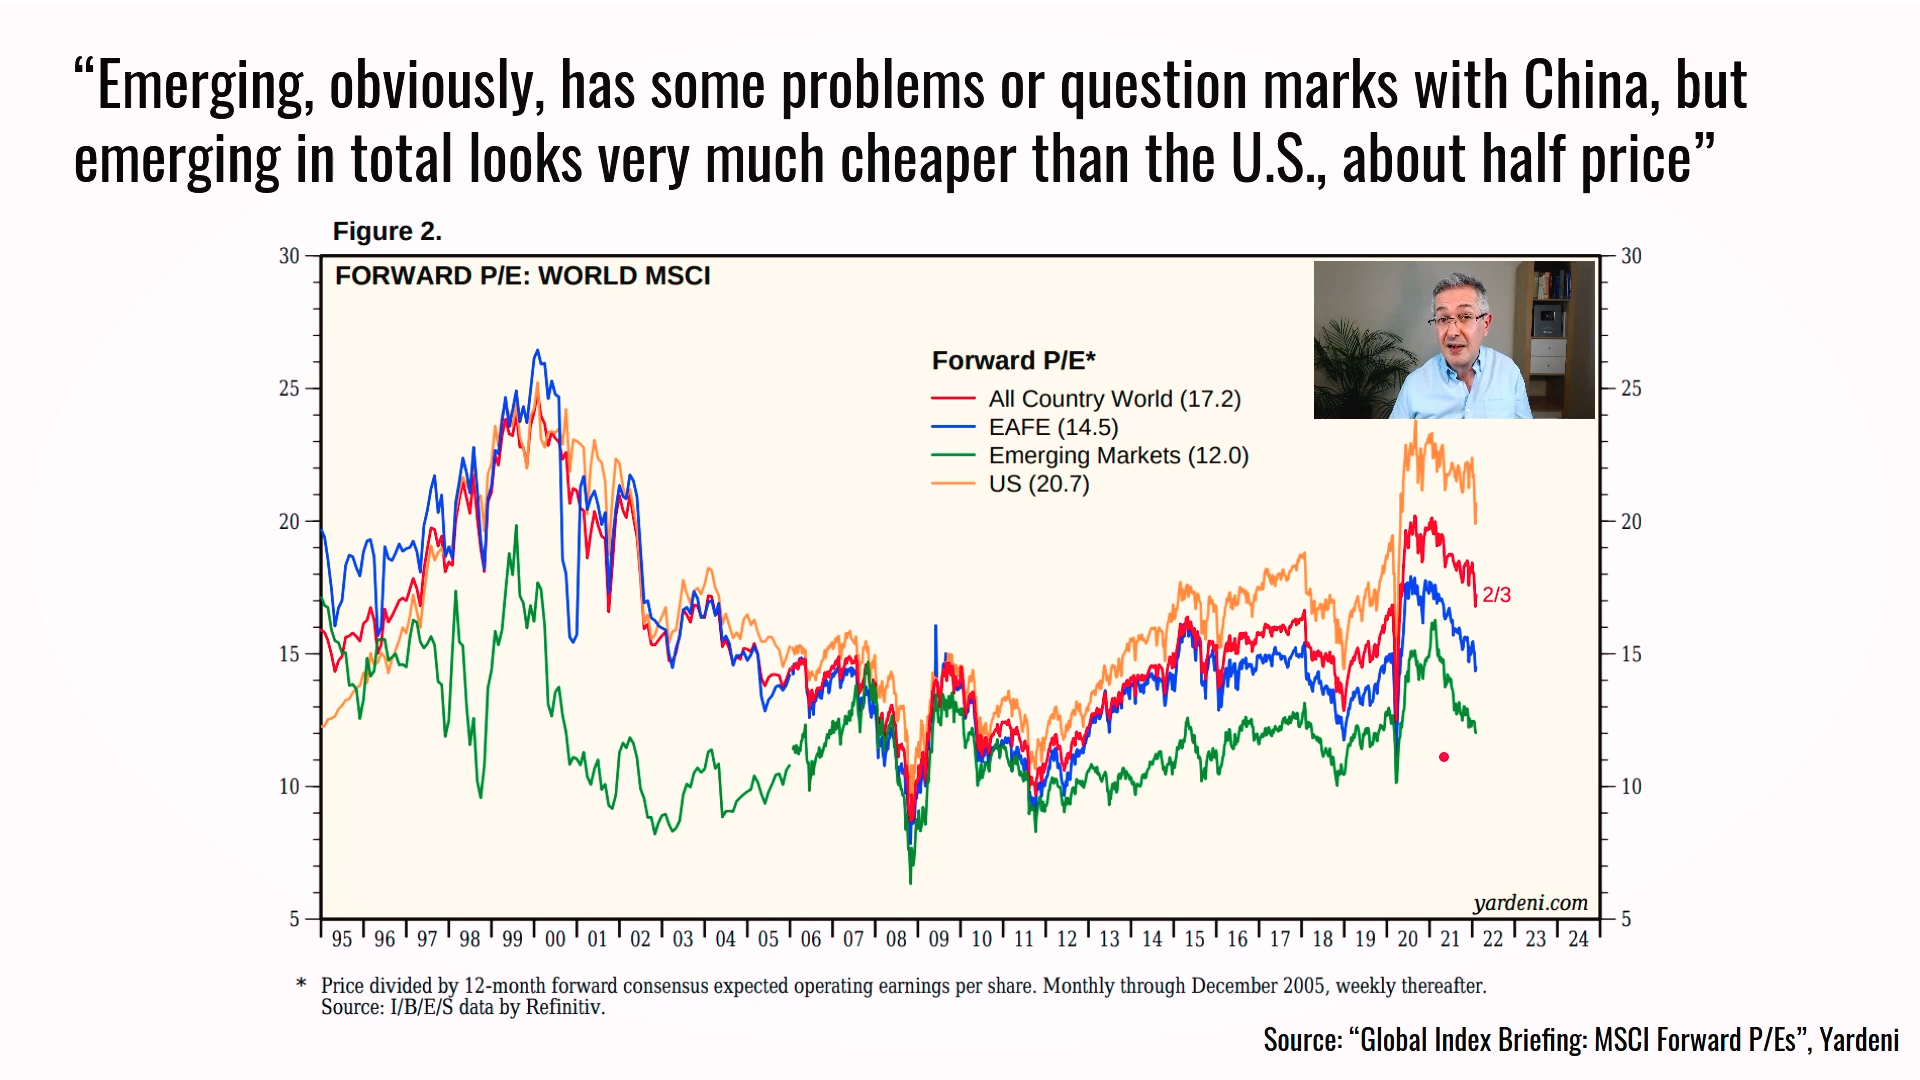 “Emerging, obviously, has some problems or question marks with China, but
emerging in total looks very much cheaper than the U.S., about half price”
Figure 2.
FORWARD P/E: WORLD MSCI
30
25
20
15
10
5
Forward P/E*
All Country World (17.2)
EAFE (14.5)
Emerging Markets (12.0)
US (20.7)
2/3
30
25
20
15
10
5
yardeni.com
95 96 97 98 99 00 01 02 03 04 05 06 07 08 09 10 11 12 13 14 15 16 17 18 19 20 21 22 23 24
* Price divided by 12-month forward consensus expected operating earnings per share. Monthly through December 2005, weekly thereafter.
Source: I/B/E/S data by Refinitiv.
Source: “Global Index Briefing: MSCI Forward P/Es”, Yardeni